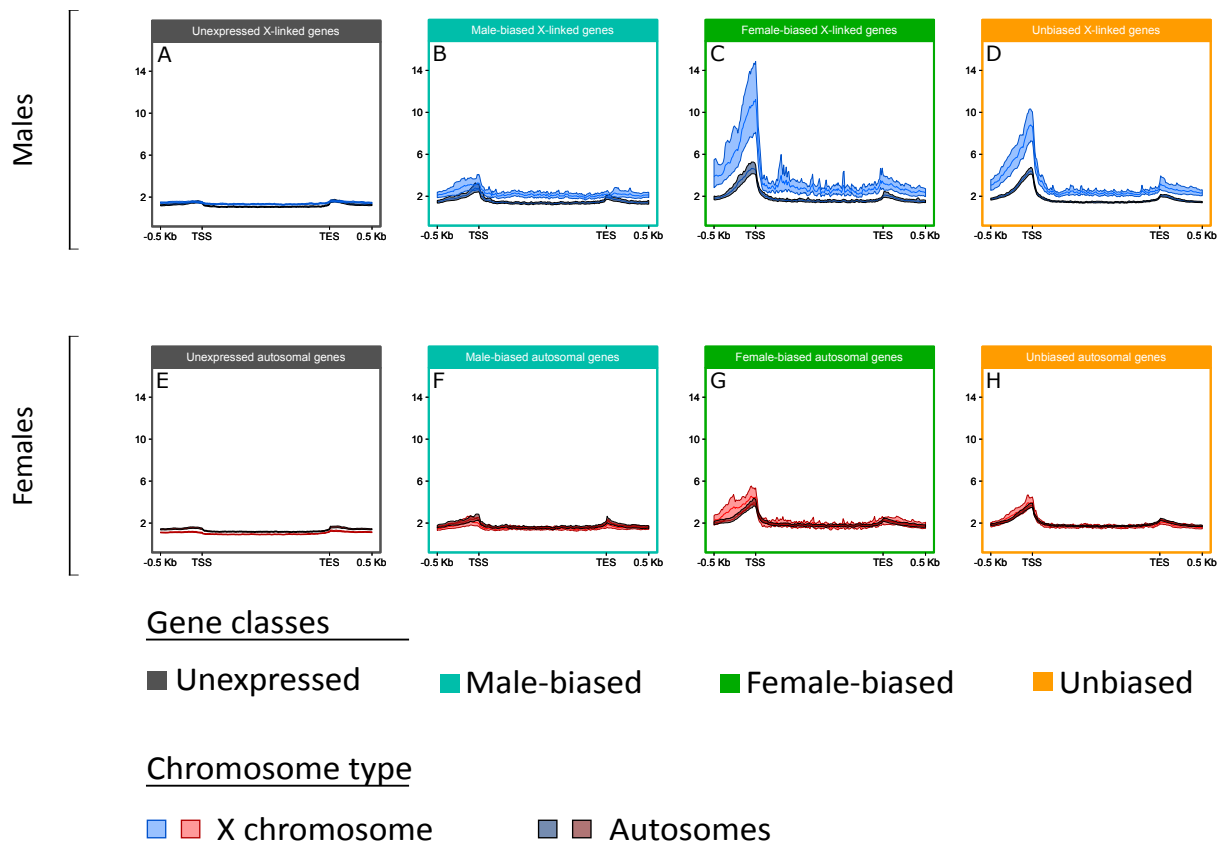 Males
Unexpressed X-linked genes
A
14
10
6
2
-0.5 Kb TSS TES 0.5 Kb
Male-biased X-linked genes
B
14
10
6
2
-0.5 Kb TSS TES 0.5 Kb
Female-biased X-linked genes
C
14
10
6
2
-0.5 Kb TSS TES 0.5 Kb
Unbiased X-linked genes
D
14
10
6
2
-0.5 Kb TSS TES 0.5 Kb
Females
Unexpressed autosomal genes
E
14
10
6
2
-0.5 Kb TSS TES 0.5 Kb
Male-biased autosomal genes
F
14
10
6
2
-0.5 Kb TSS TES 0.5 Kb
Female-biased autosomal genes
G
14
10
6
2
-0.5 Kb TSS TES 0.5 Kb
Unbiased autosomal genes
H
14
10
6
2
-0.5 Kb TSS TES 0.5 Kb
Gene classes
Unexpressed Male-biased Female-biased Unbiased
Chromosome type
X chromosome Autosomes